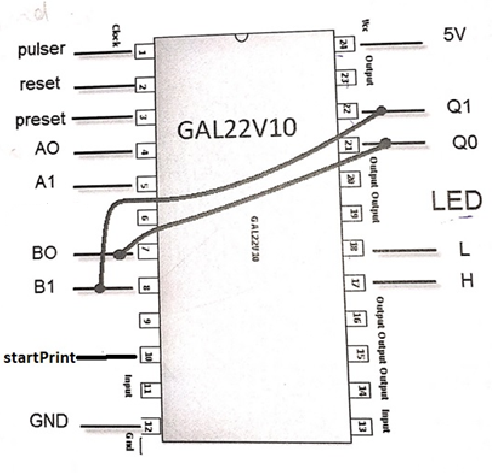 Clock
Vcc
pulser
1
24
5V
reset
2
23
Output
preset
3
22
Q1
GAL22V10
A0
4
21
Q0
A1
5
20
Output Output
6
19
LED
B0
7
GAL22V10
18
L
B1
8
17
H
9
16
Output Output Output
startPrint
10
15
Input
11
14
Input
GND
12
13
Gnd